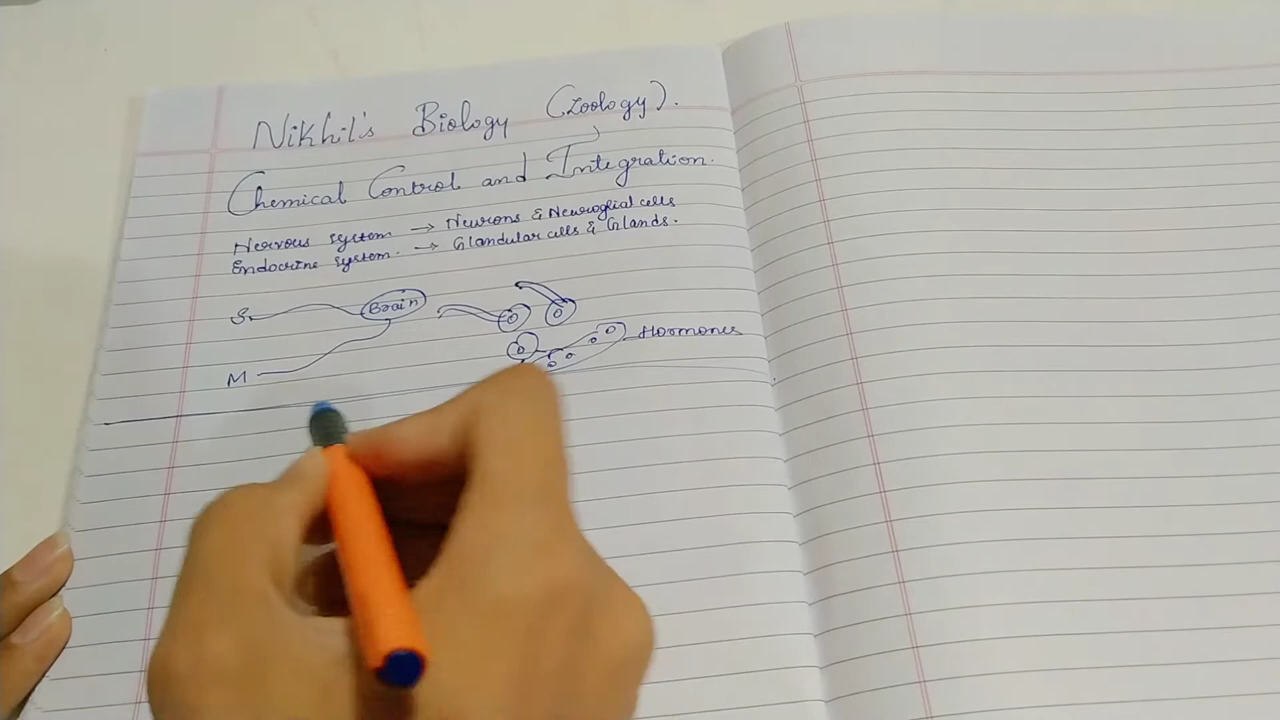 Nikhil's Biology (Zoology).
Chemical Control and Integration.
Nervous system → Neurons & Neuroglial cells
Endocrine system. → Glandular cells & Glands.
S
Brain
Hormones
M